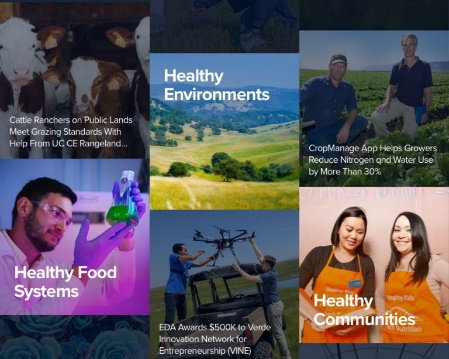 Cattle Ranchers on Public Lands
Meet Grazing Standards With
Help From UC CE Rangeland...
Healthy Food
Systems
Healthy
Environments
EDA Awards $500K to Verde
Innovation Network for
Entrepreneurship (VINE)
CropManage App Helps Growers
Reduce Nitrogen qnd Water Use
by More Than 30%
Healthy
Communities